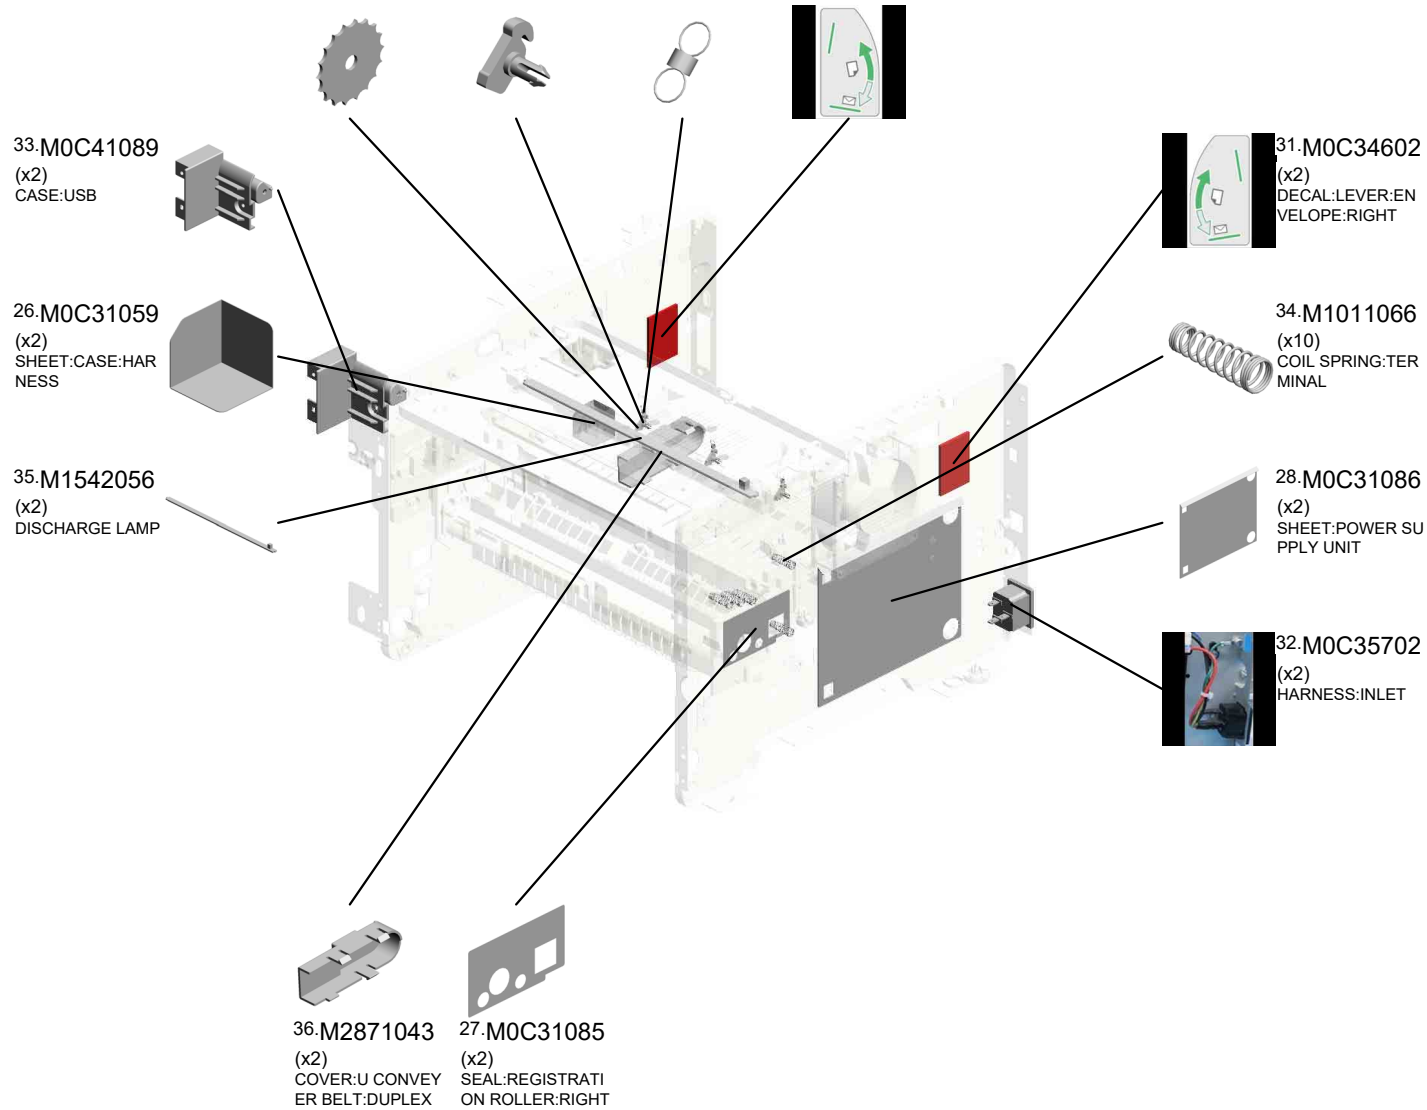 33.M0C41089
(x2)
CASE:USB
31.M0C34602
(x2)
DECAL:LEVER:EN
VELOPE:RIGHT
26.M0C31059
(x2)
SHEET:CASE:HAR
NESS
34.M1011066
(x10)
COIL SPRING:TER
MINAL
35.M1542056
(x2)
DISCHARGE LAMP
28.M0C31086
(x2)
SHEET:POWER SU
PPLY UNIT
32.M0C35702
(x2)
HARNESS:INLET
36.M2871043
(x2)
COVER:U CONVEY
ER BELT:DUPLEX
27.M0C31085
(x2)
SEAL:REGISTRATI
ON ROLLER:RIGHT